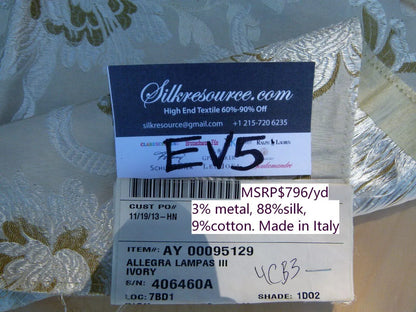 Silkresource.com
High End Textile 60%-90% Off
silkresource@gmail.com +1 215-720 6235
EV5
MSRP$796/yd
3% metal, 88%silk,
9%cotton. Made in Italy
CUST PO#
11/19/13-HN
ITEM#: AY 00095129
ALLEGRA LAMPAS III
IVORY
S/N: 406460A
4CB3
LOC: 7BD1 SHADE: 1D02